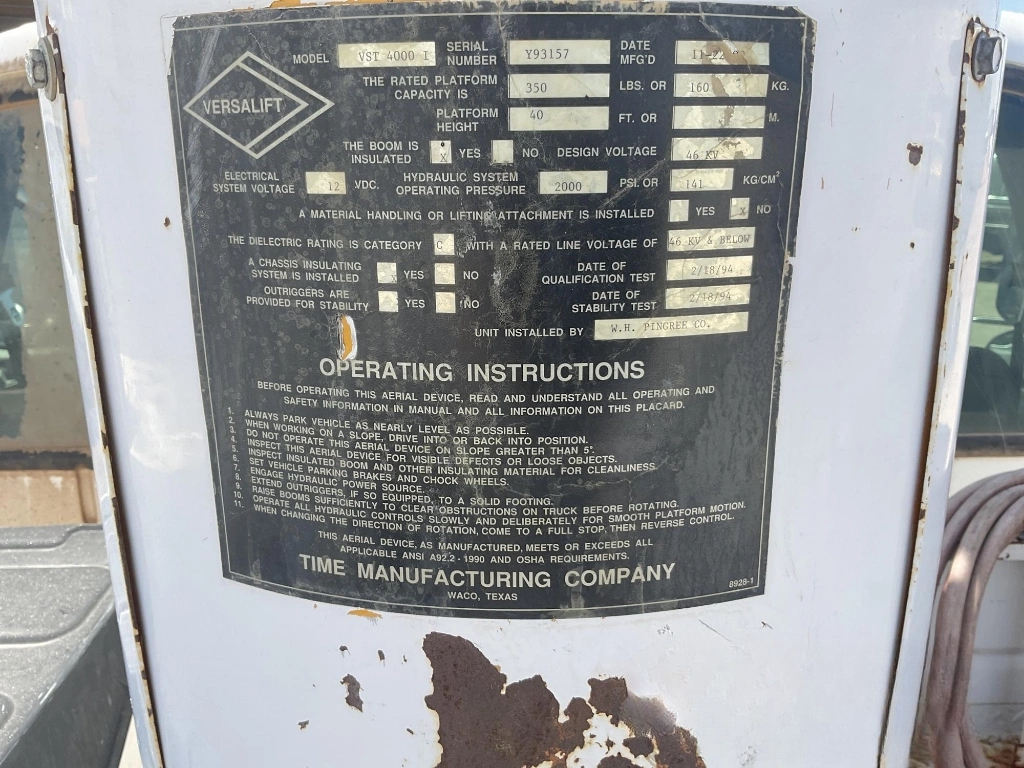 VERSALIFT
MODEL VST 4000 I SERIAL NUMBER Y93157 DATE MFG'D 11-22
THE RATED PLATFORM CAPACITY IS 350 LBS. OR 160 KG.
PLATFORM HEIGHT 40 FT. OR M.
THE BOOM IS INSULATED X YES NO DESIGN VOLTAGE 46 KV
ELECTRICAL SYSTEM VOLTAGE 12 VDC. HYDRAULIC SYSTEM OPERATING PRESSURE 2000 PSI. OR 141 KG/CM²
A MATERIAL HANDLING OR LIFTING ATTACHMENT IS INSTALLED YES X NO
THE DIELECTRIC RATING IS CATEGORY C WITH A RATED LINE VOLTAGE OF 46 KV & BELOW
A CHASSIS INSULATING SYSTEM IS INSTALLED YES NO DATE OF QUALIFICATION TEST 2/18/94
OUTRIGGERS ARE PROVIDED FOR STABILITY YES NO DATE OF STABILITY TEST 2/18/94
UNIT INSTALLED BY W.H. PINGREE CO.
OPERATING INSTRUCTIONS
BEFORE OPERATING THIS AERIAL DEVICE, READ AND UNDERSTAND ALL OPERATING AND
SAFETY INFORMATION IN MANUAL AND ALL INFORMATION ON THIS PLACARD.
1. ALWAYS PARK VEHICLE AS NEARLY LEVEL AS POSSIBLE.
2. WHEN WORKING ON A SLOPE, DRIVE INTO OR BACK INTO POSITION.
3. DO NOT OPERATE THIS AERIAL DEVICE ON SLOPE GREATER THAN 5°.
4. INSPECT THIS AERIAL DEVICE FOR VISIBLE DEFECTS OR LOOSE OBJECTS.
5. INSPECT INSULATED BOOM AND OTHER INSULATING MATERIAL FOR CLEANLINESS.
6. SET VEHICLE PARKING BRAKES AND CHOCK WHEELS.
7. ENGAGE HYDRAULIC POWER SOURCE.
8. EXTEND OUTRIGGERS, IF SO EQUIPPED, TO A SOLID FOOTING.
9. RAISE BOOMS SUFFICIENTLY TO CLEAR OBSTRUCTIONS ON TRUCK BEFORE ROTATING.
10. OPERATE ALL HYDRAULIC CONTROLS SLOWLY AND DELIBERATELY FOR SMOOTH PLATFORM MOTION.
11. WHEN CHANGING THE DIRECTION OF ROTATION, COME TO A FULL STOP, THEN REVERSE CONTROL.
THIS AERIAL DEVICE, AS MANUFACTURED, MEETS OR EXCEEDS ALL
APPLICABLE ANSI A92.2 - 1990 AND OSHA REQUIREMENTS.
TIME MANUFACTURING COMPANY
WACO, TEXAS
8928-1